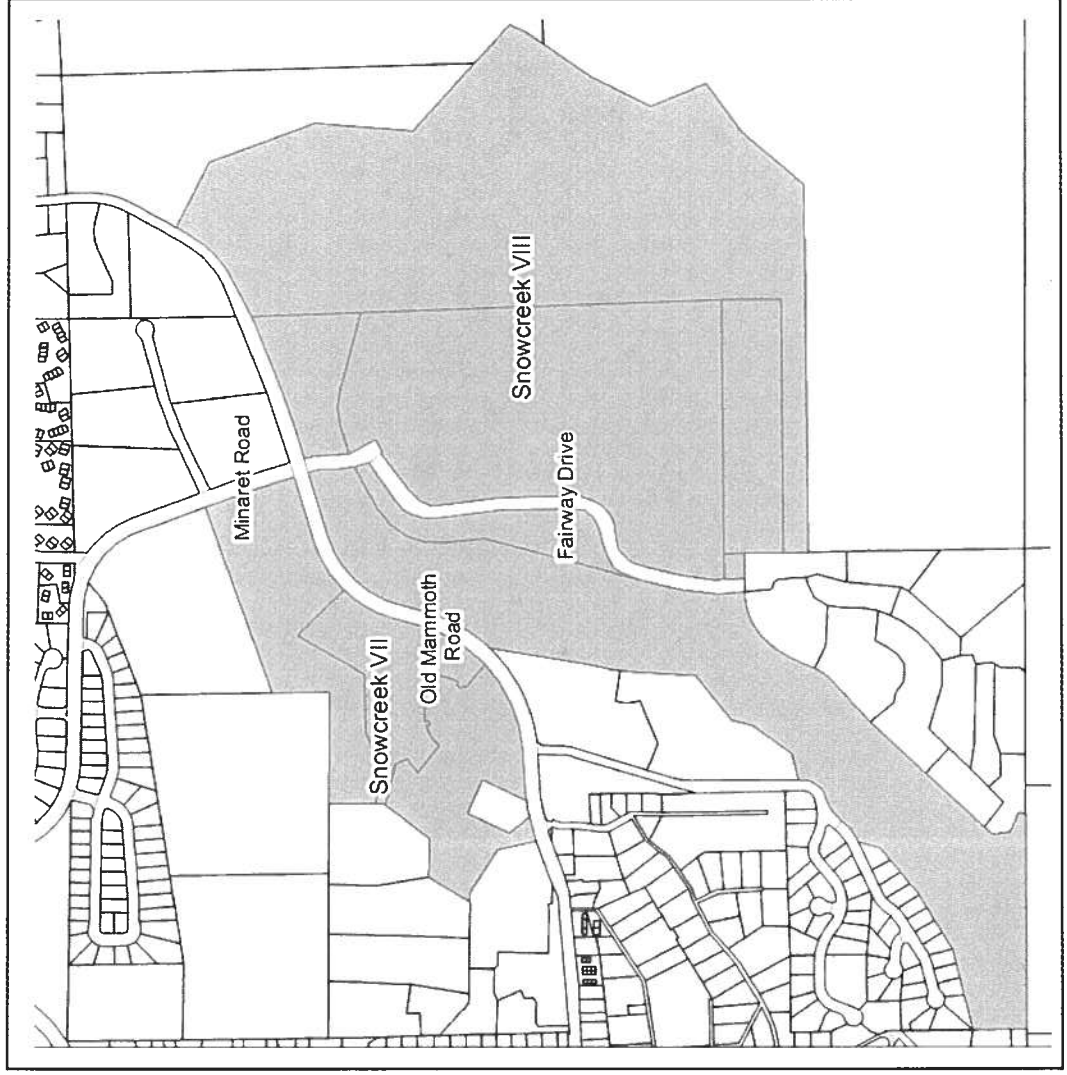 Minaret Road
Snowcreek VIII
Fairway Drive
Old Mammoth
Road
Snowcreek VII